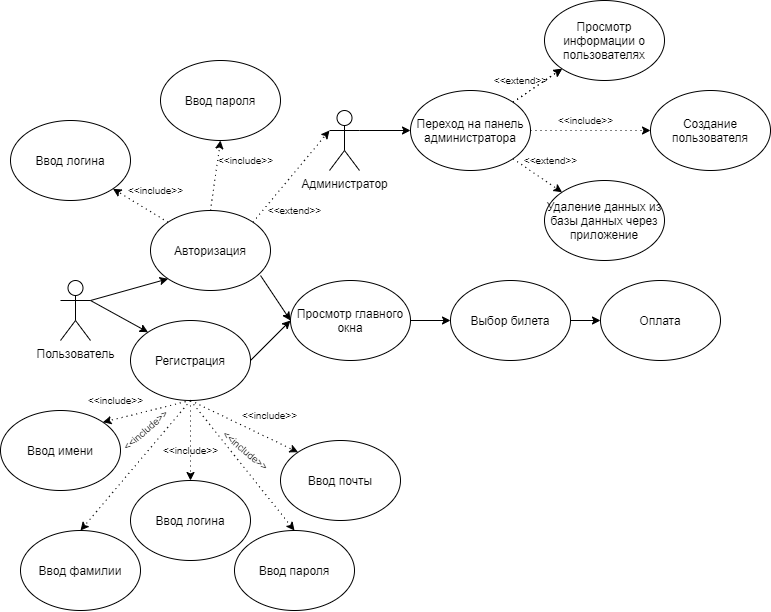 Просмотр
информации о
пользователях
<<extend>>
Ввод пароля
Переход на панель
администратора
<<include>>
Создание
пользователя
Ввод логина
<<include>>
<<include>>
Администратор
<<extend>>
<<extend>>
Удаление данных из
базы данных через
приложение
Авторизация
Пользователь
Просмотр главного
окна
Выбор билета
Оплата
Регистрация
<<include>>
<<include>>
<<include>>
<<include>>
<<include>>
Ввод имени
Ввод почты
Ввод логина
Ввод фамилии
Ввод пароля